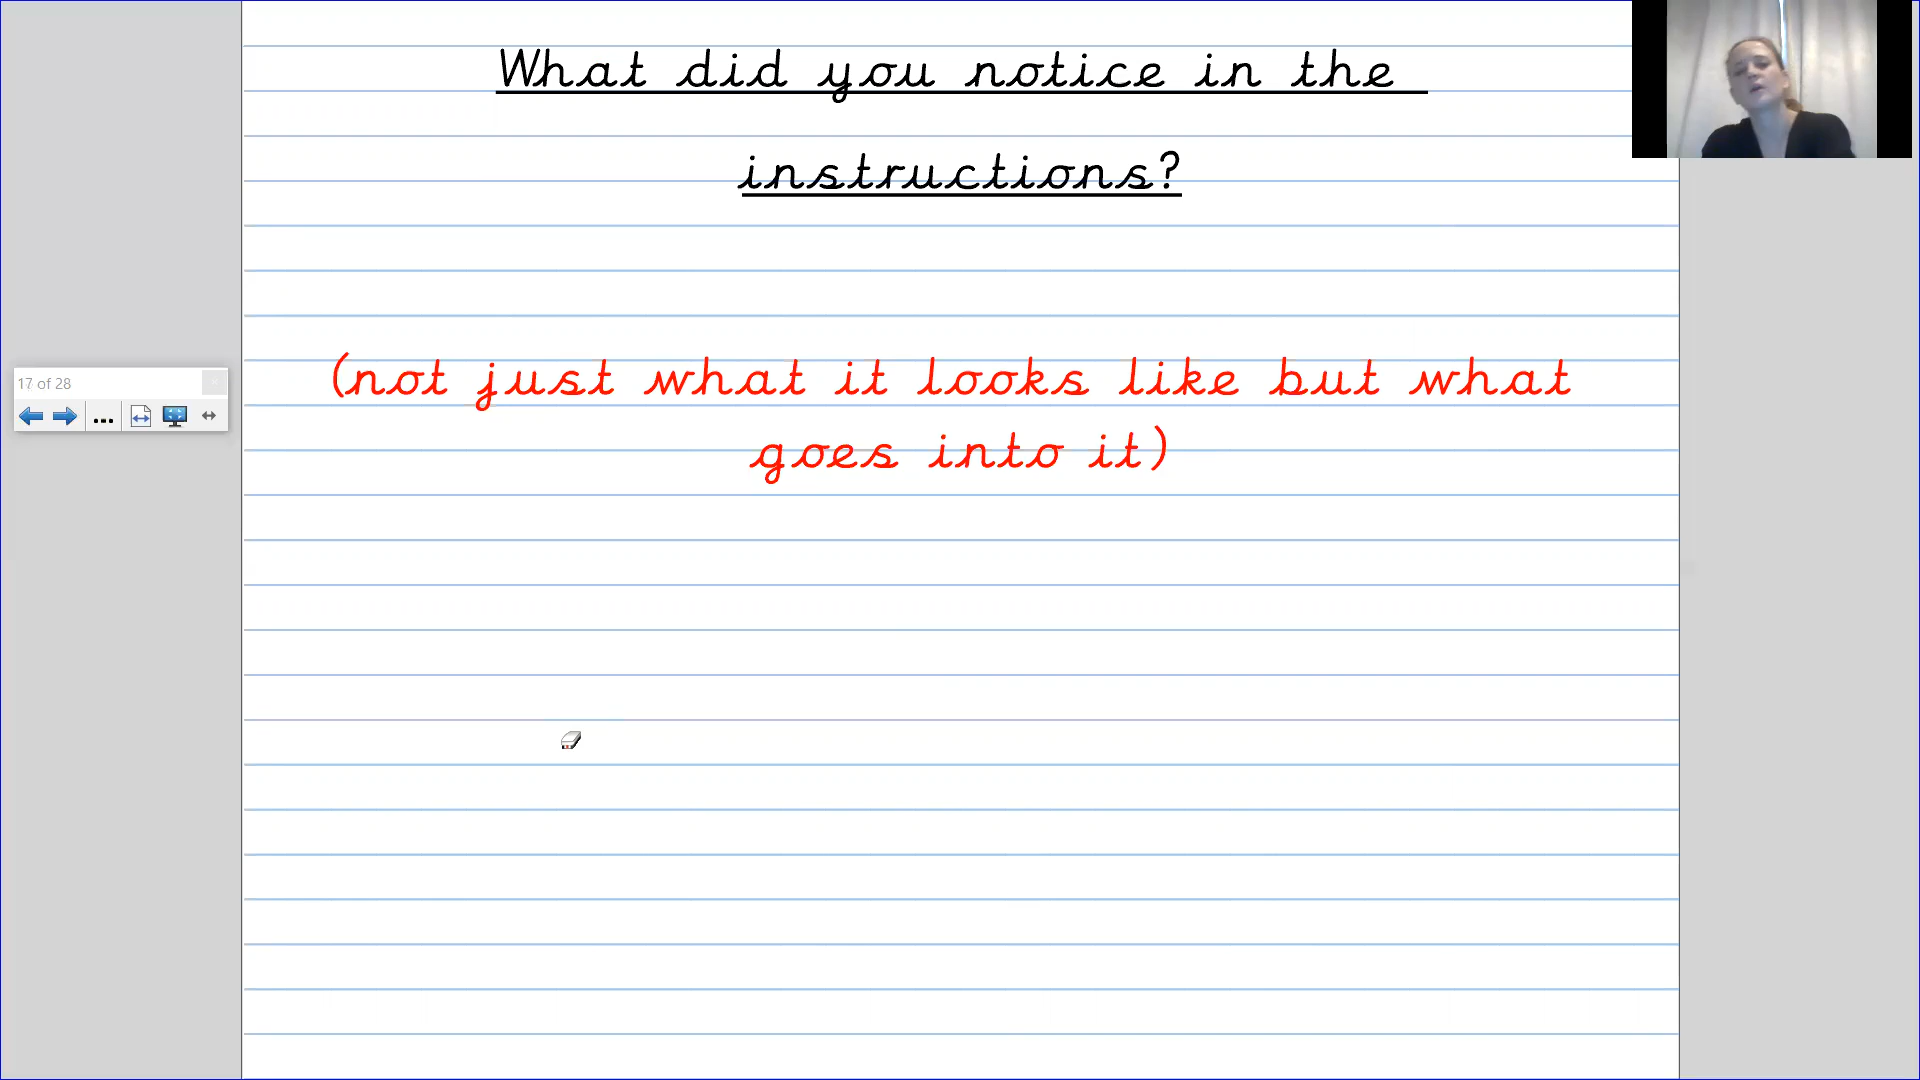 What did you notice in the
instructions?
(not just what it looks like but what
goes into it)
17 of 28
...